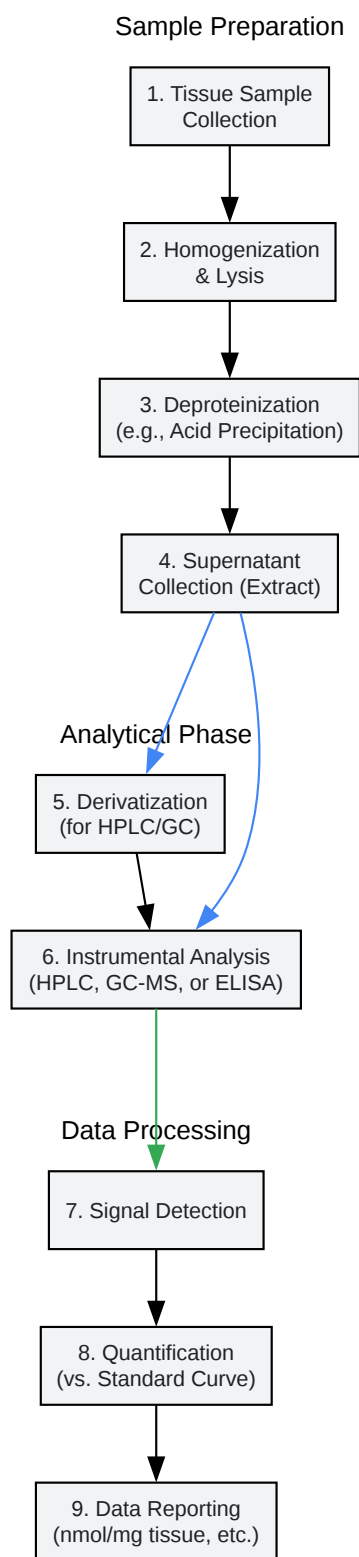 Sample Preparation
1. Tissue Sample
Collection
2. Homogenization
& Lysis
3. Deproteinization
(e.g., Acid Precipitation)
4. Supernatant
Collection (Extract)
Analytical Phase
5. Derivatization
(for HPLC/GC)
6. Instrumental Analysis
(HPLC, GC-MS, or ELISA)
Data Processing
7. Signal Detection
8. Quantification
(vs. Standard Curve)
9. Data Reporting
(nmol/mg tissue, etc.)